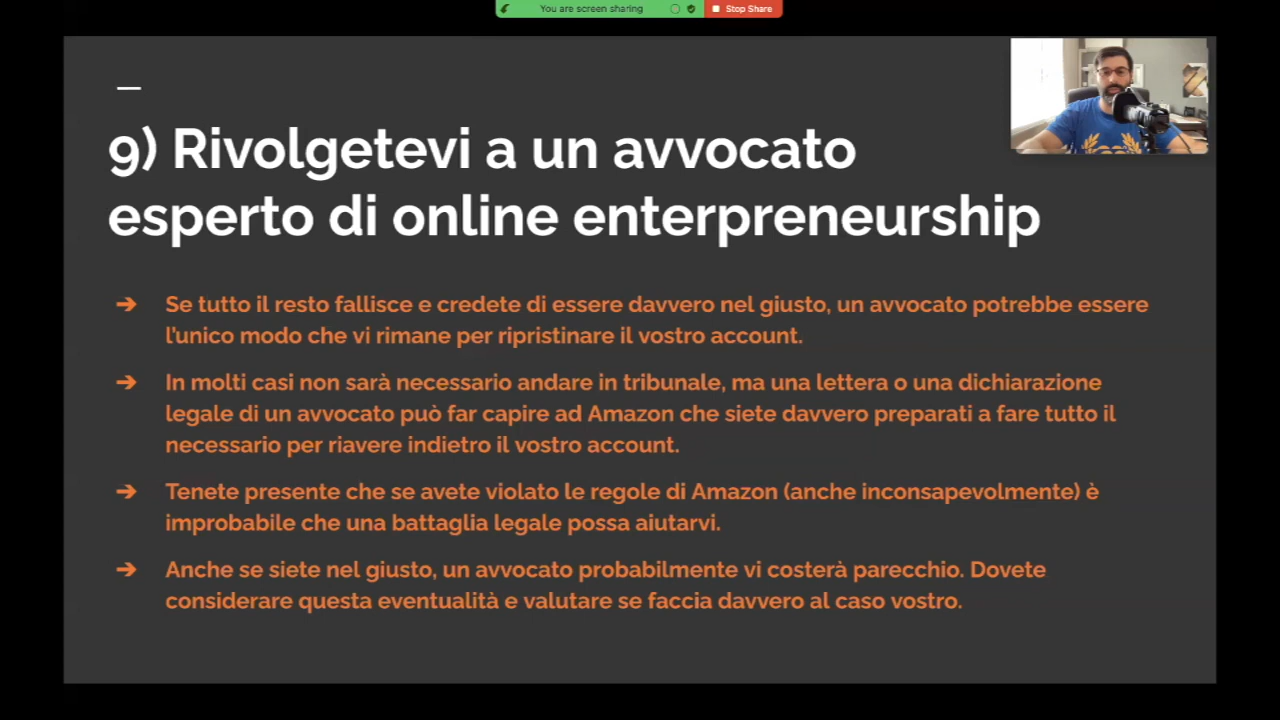 You are screen sharing
Stop Share
9) Rivolgetevi a un avvocato
esperto di online enterpreneurship
➔ Se tutto il resto fallisce e credete di essere davvero nel giusto, un avvocato potrebbe essere
l'unico modo che vi rimane per ripristinare il vostro account.
➔ In molti casi non sarà necessario andare in tribunale, ma una lettera o una dichiarazione
legale di un avvocato può far capire ad Amazon che siete davvero preparati a fare tutto il
necessario per riavere indietro il vostro account.
➔ Tenete presente che se avete violato le regole di Amazon (anche inconsapevolmente) è
improbabile che una battaglia legale possa aiutarvi.
➔ Anche se siete nel giusto, un avvocato probabilmente vi costerà parecchio. Dovete
considerare questa eventualità e valutare se faccia davvero al caso vostro.